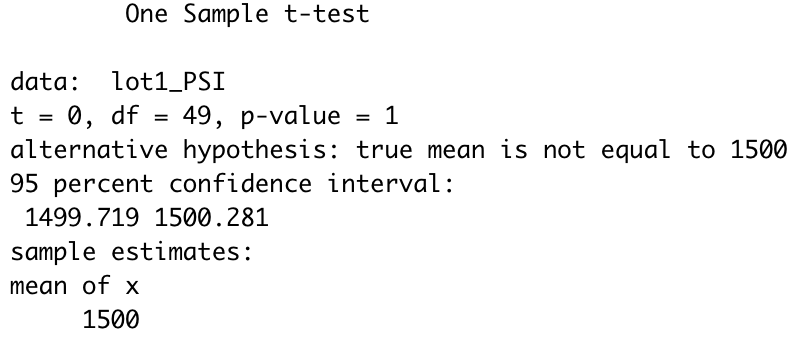 One Sample t-test
data:  lot1_PSI
t = 0, df = 49, p-value = 1
alternative hypothesis: true mean is not equal to 1500
95 percent confidence interval:
1499.719 1500.281
sample estimates:
mean of x
1500